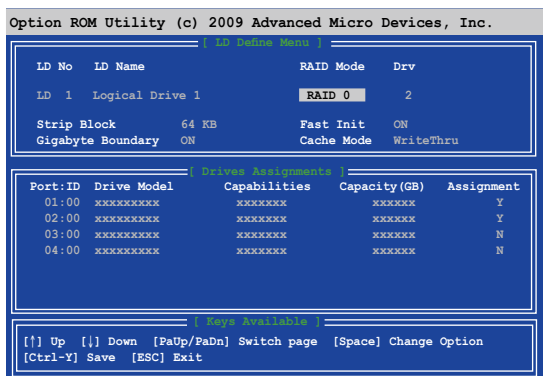 Option ROM Utility (c) 2009 Advanced Micro Devices, Inc.
[ LD Define Menu ]
LD No LD Name RAID Mode Drv
LD 1 Logical Drive 1 RAID 0 2
Strip Block 64 KB Fast Init ON
Gigabyte Boundary ON Cache Mode WriteThru
[ Drives Assignments ]
Port:ID Drive Model Capabilities Capacity(GB) Assignment
01:00 xxxxxxxxx xxxxxxx xxxxxx Y
02:00 xxxxxxxxx xxxxxxx xxxxxx Y
03:00 xxxxxxxxx xxxxxxx xxxxxx N
04:00 xxxxxxxxx xxxxxxx xxxxxx N
[ Keys Available ]
[↑] Up [↓] Down [PaUp/PaDn] Switch page [Space] Change Option
[Ctrl-Y] Save [ESC] Exit